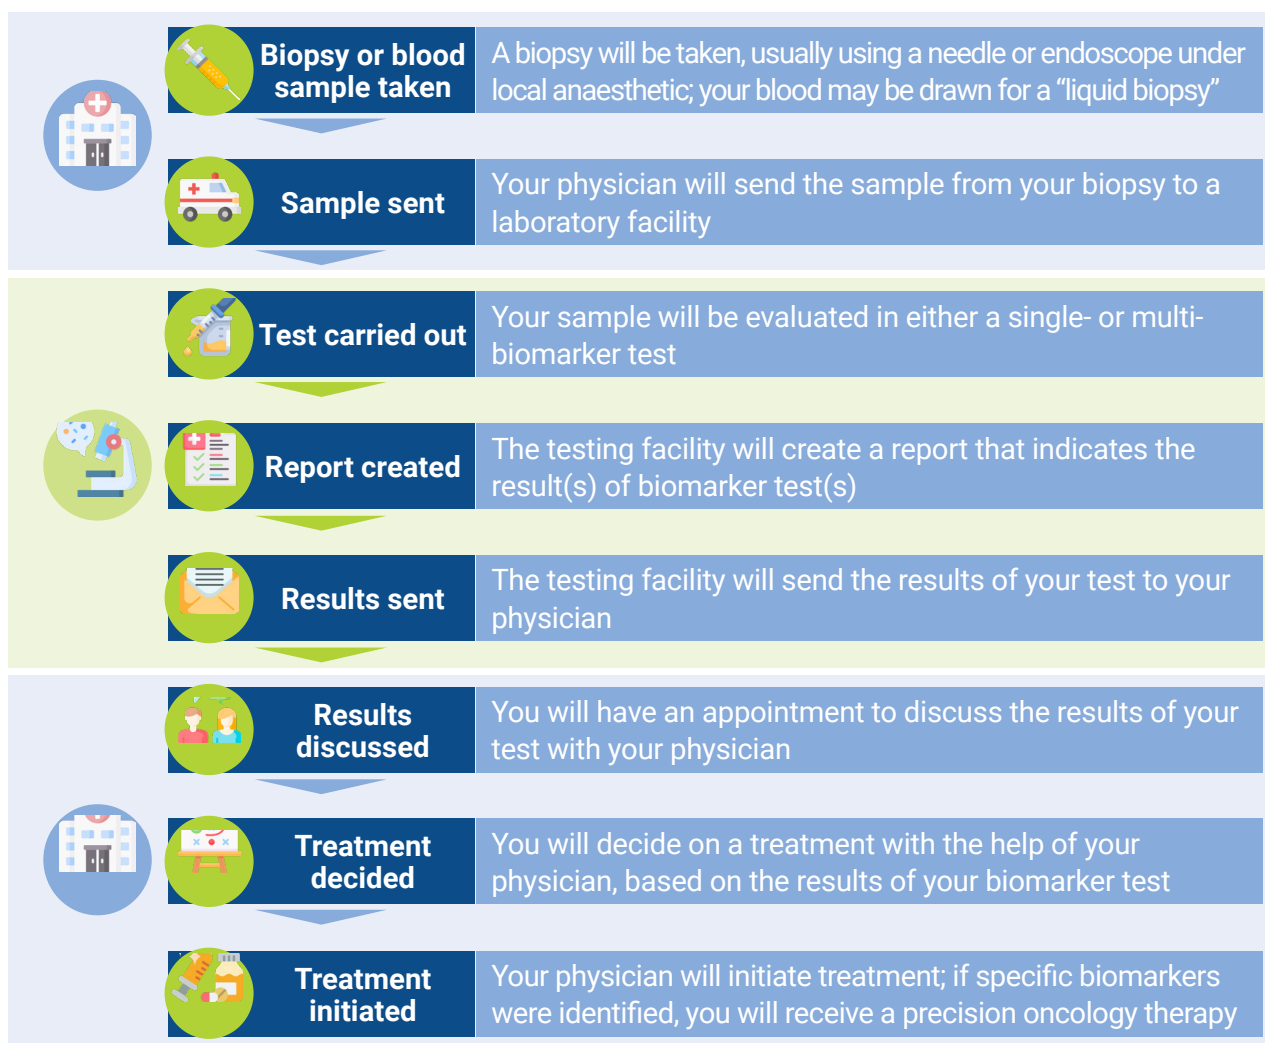 Biopsy or blood
sample taken
A biopsy will be taken, usually using a needle or endoscope under
local anaesthetic; your blood may be drawn for a “liquid biopsy”
Sample sent
Your physician will send the sample from your biopsy to a
laboratory facility
Test carried out
Your sample will be evaluated in either a single- or multi-
biomarker test
Report created
The testing facility will create a report that indicates the
result(s) of biomarker test(s)
Results sent
The testing facility will send the results of your test to your
physician
Results
discussed
You will have an appointment to discuss the results of your
test with your physician
Treatment
decided
You will decide on a treatment with the help of your
physician, based on the results of your biomarker test
Treatment
initiated
Your physician will initiate treatment; if specific biomarkers
were identified, you will receive a precision oncology therapy